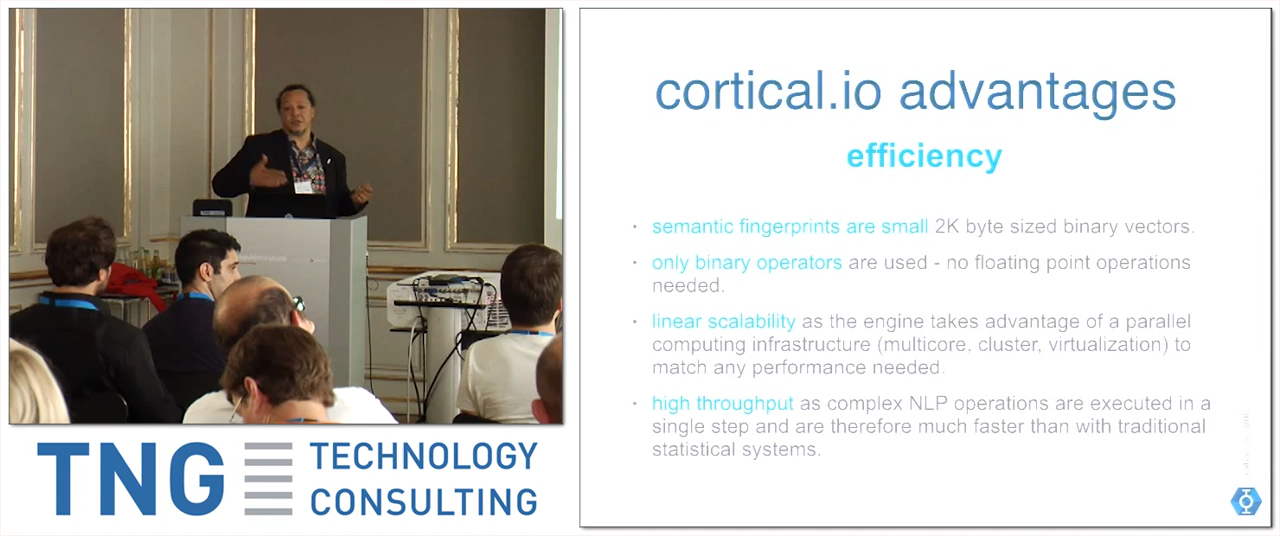 cortical.io advantages
efficiency
· semantic fingerprints are small 2K byte sized binary vectors.
· only binary operators are used - no floating point operations
needed.
· linear scalability as the engine takes advantage of a parallel
computing infrastructure (multicore, cluster, virtualization) to
match any performance needed.
· high throughput as complex NLP operations are executed in a
single step and are therefore much faster than with traditional
statistical systems.
TNG TECHNOLOGY
CONSULTING